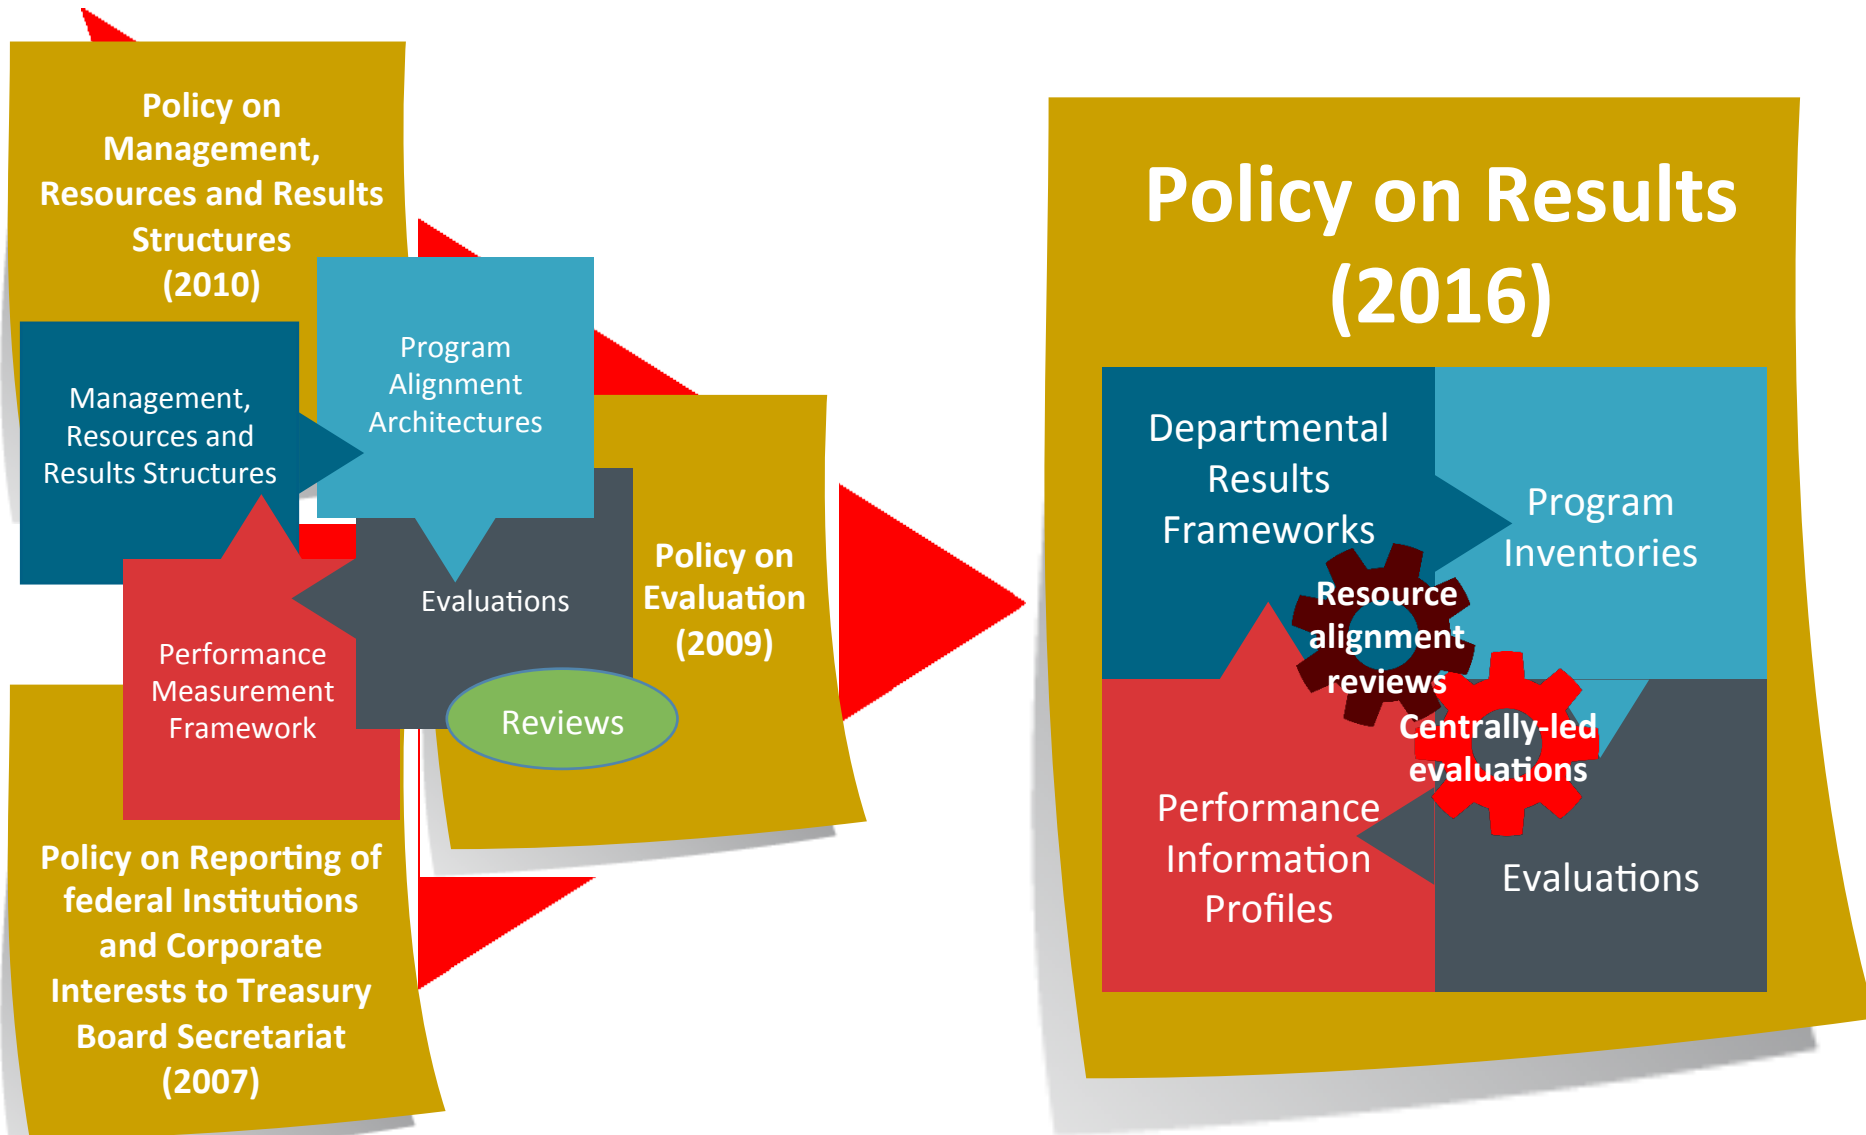 Policy on
Management,
Resources and Results
Structures
(2010)
Management,
Resources and
Results Structures
Program
Alignment
Architectures
Evaluations
Policy on
Evaluation
(2009)
Performance
Measurement
Framework
Reviews
Policy on Reporting of
federal Institutions
and Corporate
Interests to Treasury
Board Secretariat
(2007)
Policy on Results
(2016)
Departmental
Results
Frameworks
Program
Inventories
Resource
alignment
reviews
Centrally-led
evaluations
Performance
Information
Profiles
Evaluations